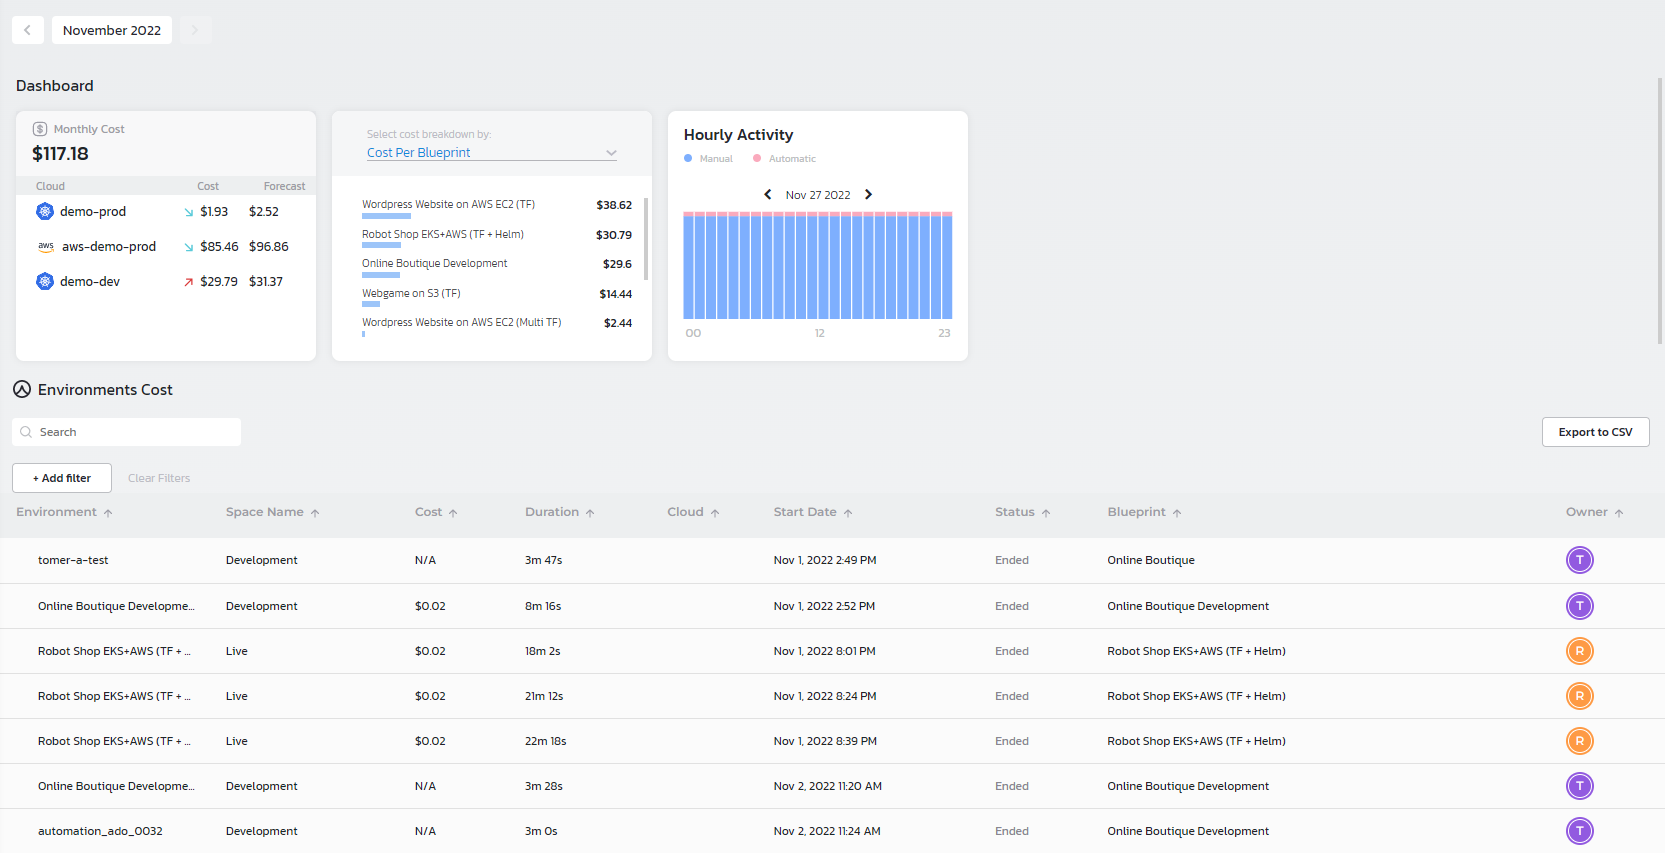 November 2022
Dashboard
Monthly Cost
$117.18
Cloud Cost Forecast
demo-prod $1.93 $2.52
aws aws-demo-prod $85.46 $96.86
demo-dev $29.79 $31.37
Select cost breakdown by:
Cost Per Blueprint
Wordpress Website on AWS EC2 (TF) $38.62
Robot Shop EKS+AWS (TF + Helm) $30.79
Online Boutique Development $29.6
Webgame on S3 (TF) $14.44
Wordpress Website on AWS EC2 (Multi TF) $2.44
Hourly Activity
Manual Automatic
Nov 27 2022
00 12 23
Environments Cost
Search
Export to CSV
+ Add filter Clear Filters
Environment Space Name Cost Duration Cloud Start Date Status Blueprint Owner
tomer-a-test Development N/A 3m 47s Nov 1, 2022 2:49 PM Ended Online Boutique T
Online Boutique Developme... Development $0.02 8m 16s Nov 1, 2022 2:52 PM Ended Online Boutique Development T
Robot Shop EKS+AWS (TF + ... Live $0.02 18m 2s Nov 1, 2022 8:01 PM Ended Robot Shop EKS+AWS (TF + Helm) R
Robot Shop EKS+AWS (TF + ... Live $0.02 21m 12s Nov 1, 2022 8:24 PM Ended Robot Shop EKS+AWS (TF + Helm) R
Robot Shop EKS+AWS (TF + ... Live $0.02 22m 18s Nov 1, 2022 8:39 PM Ended Robot Shop EKS+AWS (TF + Helm) R
Online Boutique Developme... Development N/A 3m 28s Nov 2, 2022 11:20 AM Ended Online Boutique Development T
automation_ado_0032 Development N/A 3m 0s Nov 2, 2022 11:24 AM Ended Online Boutique Development T